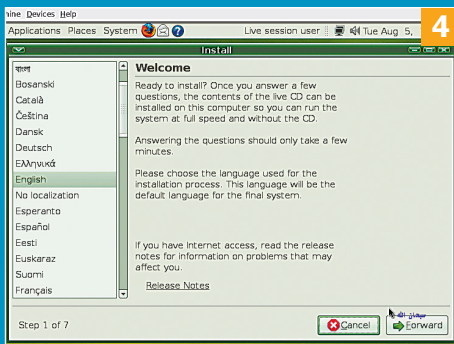 ine Devices Help
4
Applications Places System Live session user Tue Aug 5,
Install
বাংলা
Bosanski
Català
Čeština
Dansk
Deutsch
Ελληνικά
English
No localization
Esperanto
Español
Eesti
Euskaraz
Suomi
Français
Welcome
Ready to install? Once you answer a few
questions, the contents of the live CD can be
installed on this computer so you can run the
system at full speed and without the CD.
Answering the questions should only take a few
minutes.
Please choose the language used for the
installation process. This language will be the
default language for the final system.
If you have Internet access, read the release
notes for information on problems that may
affect you.
Release Notes
Step 1 of 7
Cancel
سبحان الله
Forward